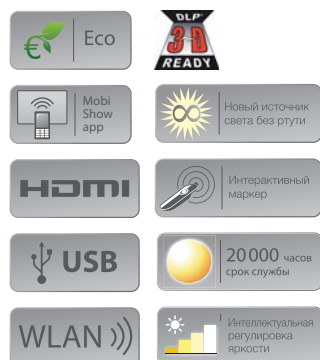 €
Eco
DLP®
3-D
READY
Mobi
Show
app
Новый источник
света без ртути
HDMI
Интерактивный
маркер
USB
20 000 часов
срок службы
WLAN
Интеллектуальная
регулировка
яркости